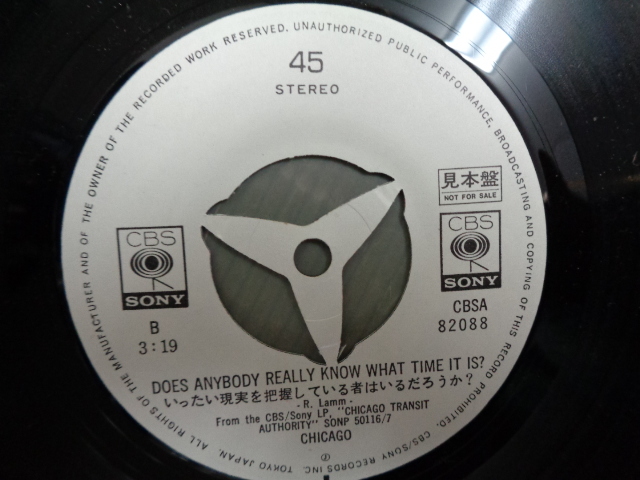 ALL RIGHTS OF THE MANUFACTURER AND OF THE OWNER OF THE RECORDED WORK RESERVED. UNAUTHORIZED PUBLIC PERFORMANCE, BROADCASTING AND COPYING OF THIS RECORD PROHIBITED. CBS/SONY RECORDS INC. TOKYO JAPAN.
45
STEREO
見本盤
NOT FOR SALE
CBS
SONY
CBS
SONY
B
3:19
CBSA
82088
DOES ANYBODY REALLY KNOW WHAT TIME IT IS?
いったい現実を把握している者はいるだろうか?
- R. Lamm -
From the CBS/Sony LP, "CHICAGO TRANSIT
AUTHORITY" SONP 50116/7
CHICAGO
Ⓟ